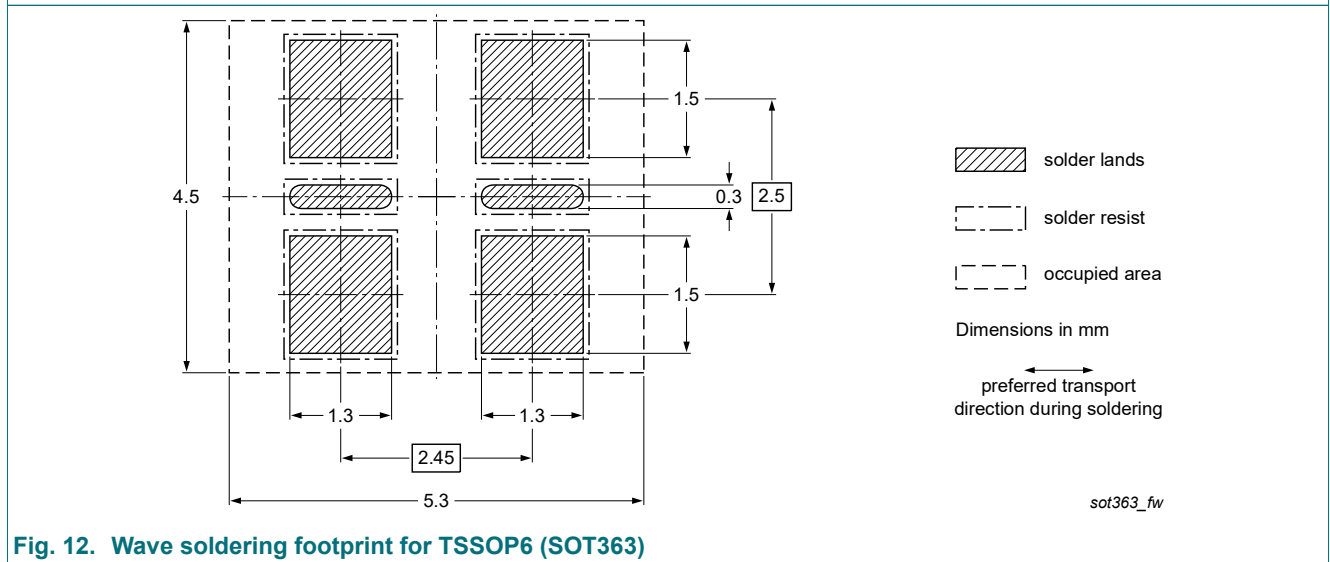 1.5
4.5
0.3
2.5
1.5
1.3
1.3
2.45
5.3
solder lands
solder resist
occupied area
Dimensions in mm
preferred transport
direction during soldering
sot363_fw
Fig. 12. Wave soldering footprint for TSSOP6 (SOT363)